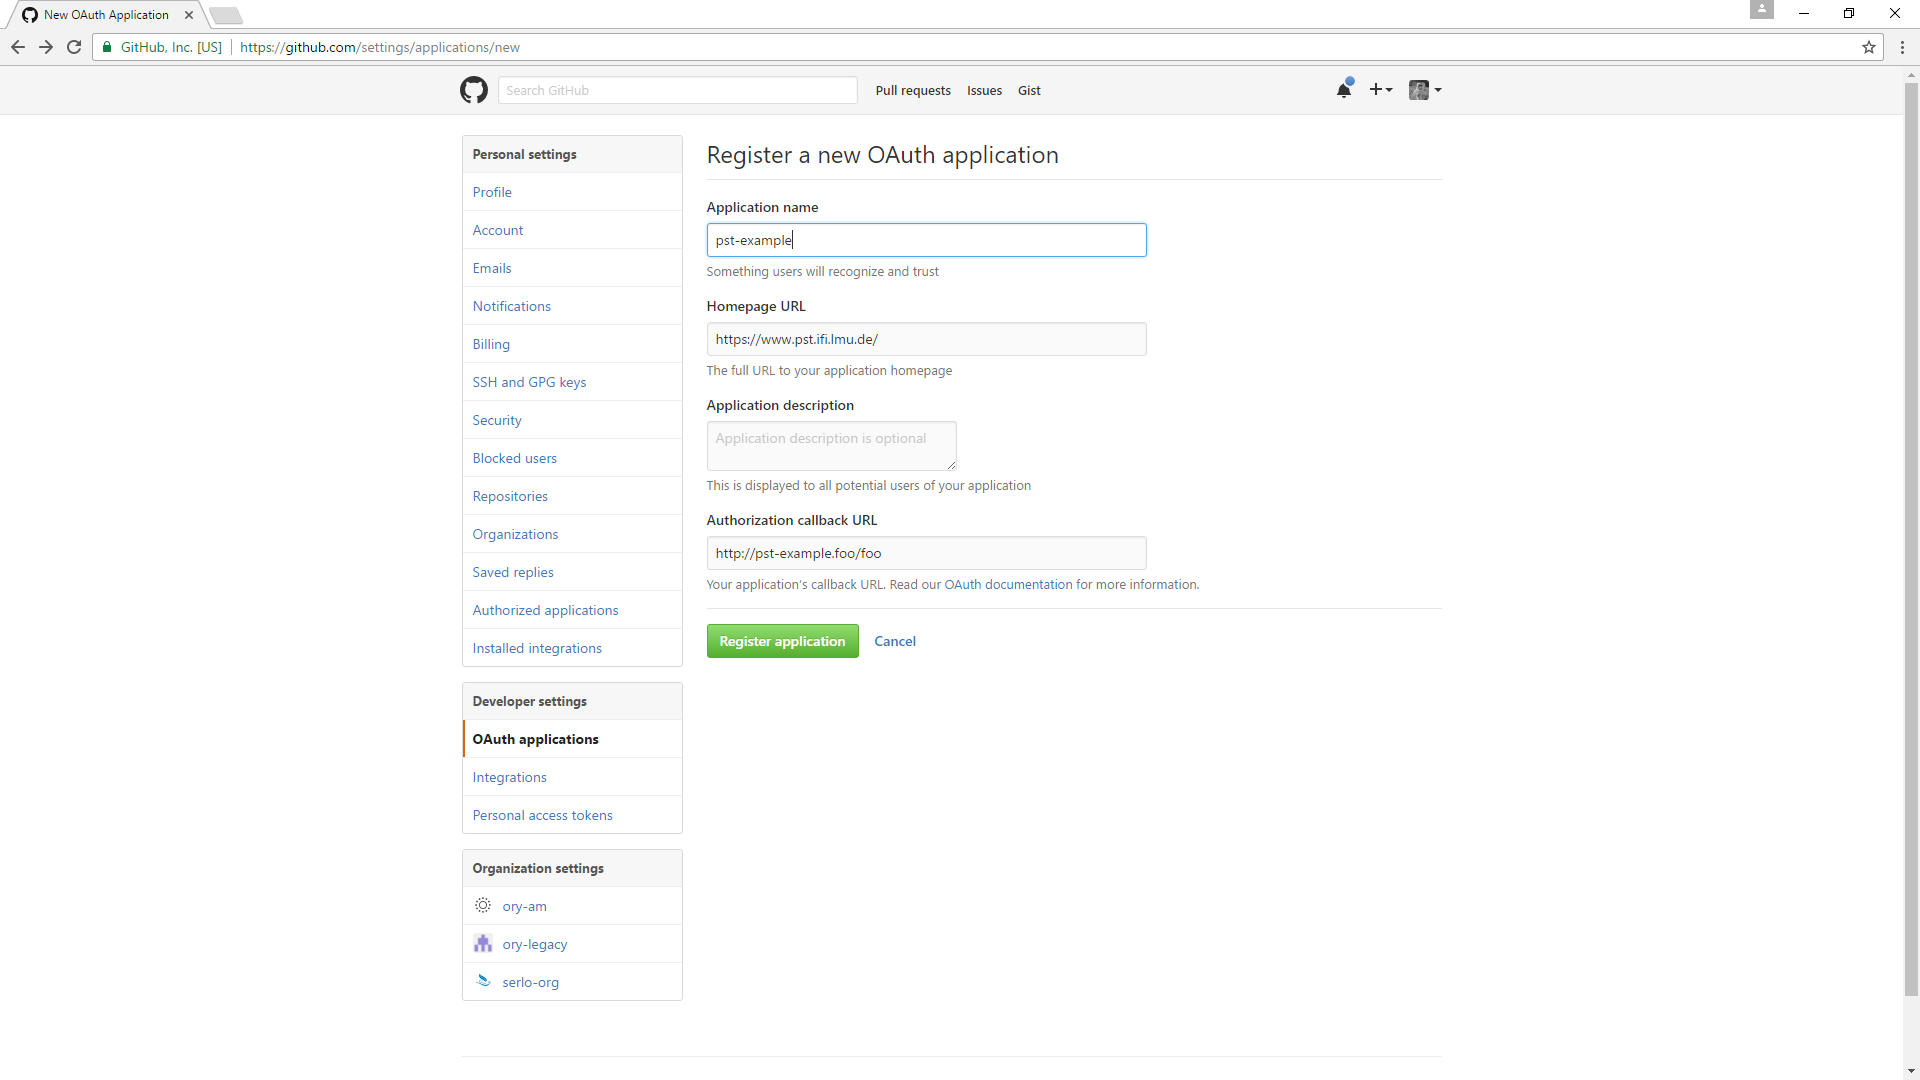 New OAuth Application
GitHub, Inc. [US] https://github.com/settings/applications/new
Search GitHub Pull requests Issues Gist
Personal settings
Profile
Account
Emails
Notifications
Billing
SSH and GPG keys
Security
Blocked users
Repositories
Organizations
Saved replies
Authorized applications
Installed integrations
Developer settings
OAuth applications
Integrations
Personal access tokens
Organization settings
ory-am
ory-legacy
serlo-org
Register a new OAuth application
Application name
pst-example
Something users will recognize and trust
Homepage URL
https://www.pst.ifi.lmu.de/
The full URL to your application homepage
Application description
Application description is optional
This is displayed to all potential users of your application
Authorization callback URL
http://pst-example.foo/foo
Your application's callback URL. Read our OAuth documentation for more information.
Register application Cancel